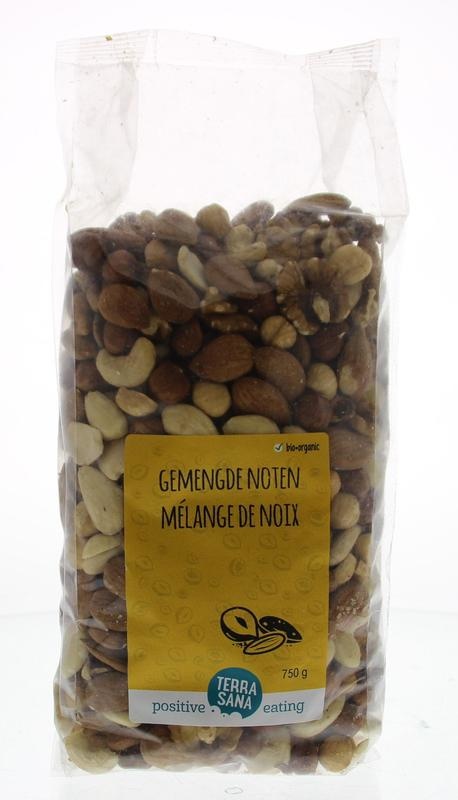 bio•organic
GEMENGDE NOTEN
MÉLANGE DE NOIX
750 g
TERRA
SANA
positive eating